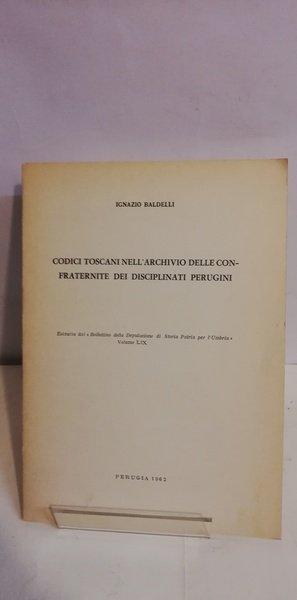 IGNAZIO BALDELLI
CODICI TOSCANI NELL'ARCHIVIO DELLE CON-
FRATERNITE DEI DISCIPLINATI PERUGINI
Estratto dal «Bollettino della Deputazione di Storia Patria per l'Umbria»
Volume LIX
PERUGIA 1962